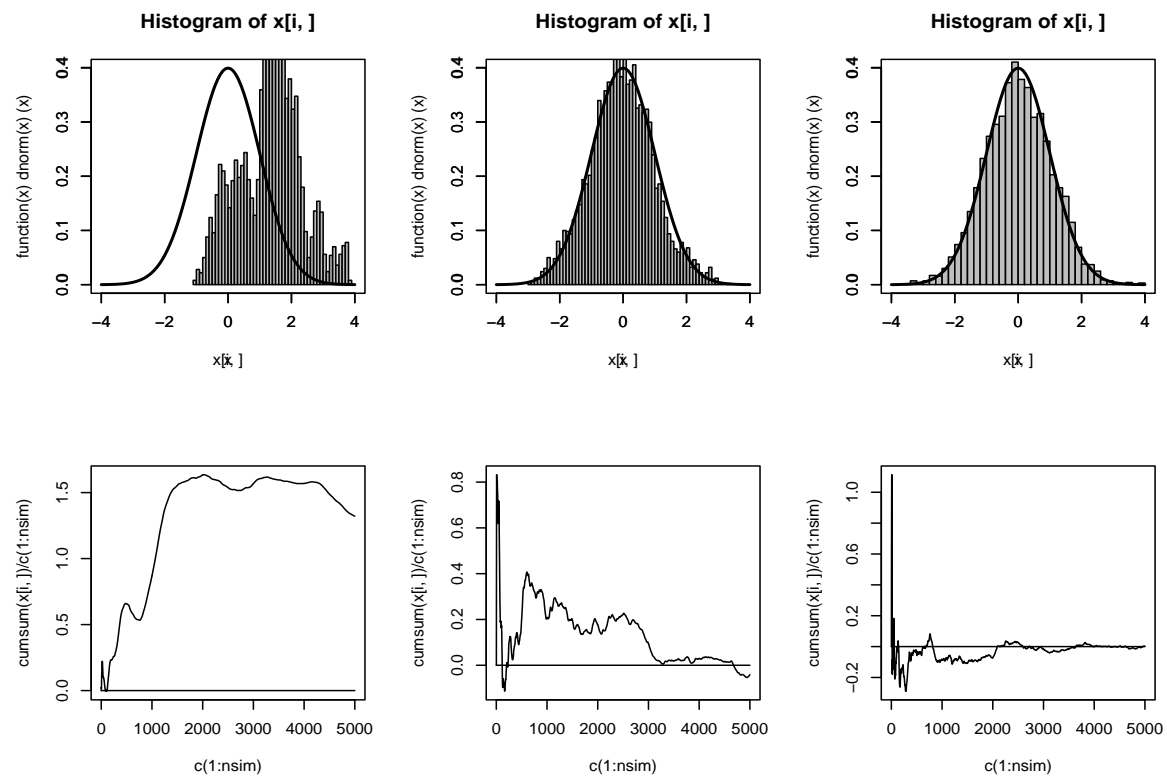 Histogram of x[i, ]
function(x) dnorm(x) (x)
0.0 0.1 0.2 0.3 0.4
−4 −2 0 2 4
x[i, ]
x
Histogram of x[i, ]
function(x) dnorm(x) (x)
0.0 0.1 0.2 0.3 0.4
−4 −2 0 2 4
x[i, ]
x
Histogram of x[i, ]
function(x) dnorm(x) (x)
0.0 0.1 0.2 0.3 0.4
−4 −2 0 2 4
x[i, ]
x
cumsum(x[i, ])/c(1:nsim)
0.0 0.5 1.0 1.5
0 1000 2000 3000 4000 5000
c(1:nsim)
cumsum(x[i, ])/c(1:nsim)
0.0 0.2 0.4 0.6 0.8
0 1000 2000 3000 4000 5000
c(1:nsim)
cumsum(x[i, ])/c(1:nsim)
−0.2 0.2 0.6 1.0
0 1000 2000 3000 4000 5000
c(1:nsim)